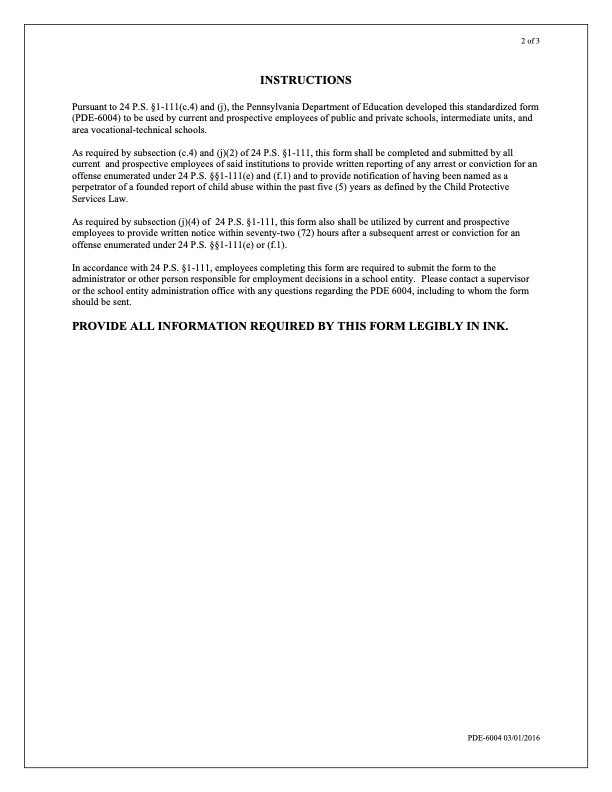 2 of 3
INSTRUCTIONS
Pursuant to 24 P.S. §1-111(c.4) and (j), the Pennsylvania Department of Education developed this standardized form
(PDE-6004) to be used by current and prospective employees of public and private schools, intermediate units, and
area vocational-technical schools.
As required by subsection (c.4) and (j)(2) of 24 P.S. §1-111, this form shall be completed and submitted by all
current  and prospective employees of said institutions to provide written reporting of any arrest or conviction for an
offense enumerated under 24 P.S. §§1-111(e) and (f.1) and to provide notification of having been named as a
perpetrator of a founded report of child abuse within the past five (5) years as defined by the Child Protective
Services Law.
As required by subsection (j)(4) of  24 P.S. §1-111, this form also shall be utilized by current and prospective
employees to provide written notice within seventy-two (72) hours after a subsequent arrest or conviction for an
offense enumerated under 24 P.S. §§1-111(e) or (f.1).
In accordance with 24 P.S. §1-111, employees completing this form are required to submit the form to the
administrator or other person responsible for employment decisions in a school entity.  Please contact a supervisor
or the school entity administration office with any questions regarding the PDE 6004, including to whom the form
should be sent.
PROVIDE ALL INFORMATION REQUIRED BY THIS FORM LEGIBLY IN INK.
PDE-6004 03/01/2016